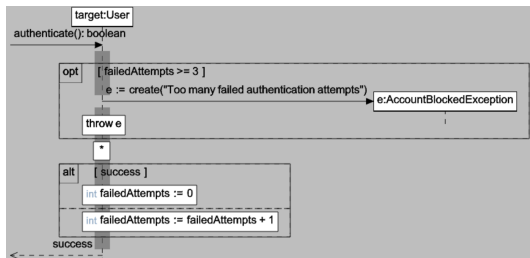 target:User
authenticate(): boolean
opt
[ failedAttempts >= 3 ]
e := create("Too many failed authentication attempts")
e:AccountBlockedException
throw e
*
alt
[ success ]
int failedAttempts := 0
int failedAttempts := failedAttempts + 1
success